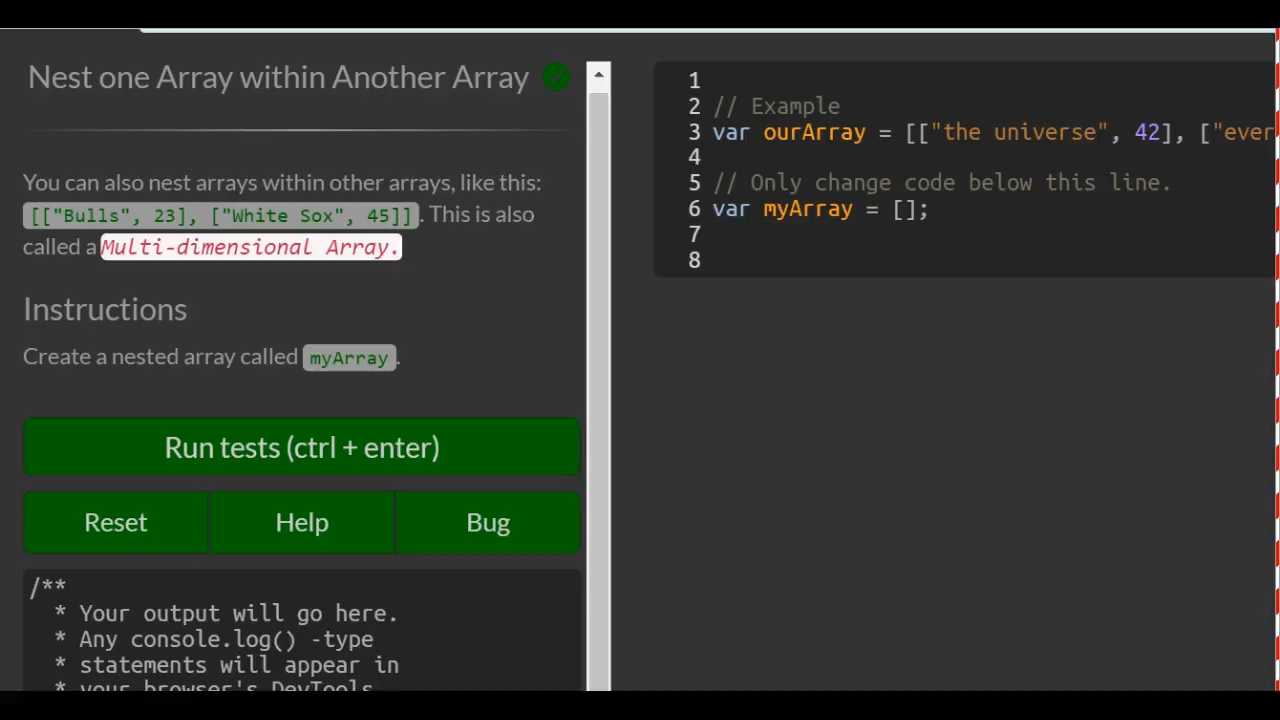 Nest one Array within Another Array
You can also nest arrays within other arrays, like this:
[["Bulls", 23], ["White Sox", 45]]. This is also
called a Multi-dimensional Array.
Instructions
Create a nested array called myArray.
Run tests (ctrl + enter)
Reset Help Bug
/**
* Your output will go here.
* Any console.log() -type
* statements will appear in
* your browser's DevTools
1
2 // Example
3 var ourArray = [["the universe", 42], ["ever
4
5 // Only change code below this line.
6 var myArray = [];
7
8